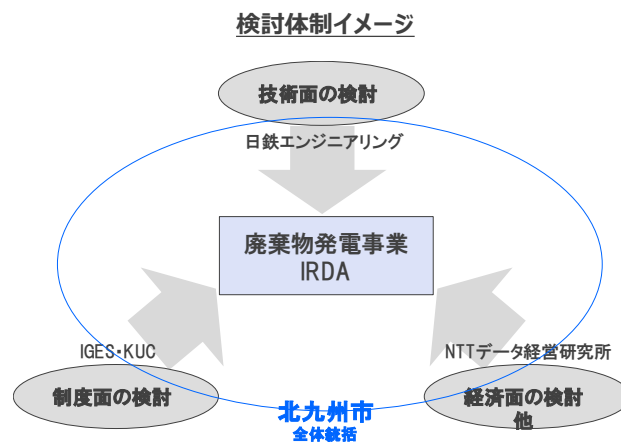 検討体制イメージ
技術面の検討
日鉄エンジニアリング
廃棄物発電事業
IRDA
IGES・KUC
制度面の検討
NTTデータ経営研究所
経済面の検討
他
北九州市
全体統括